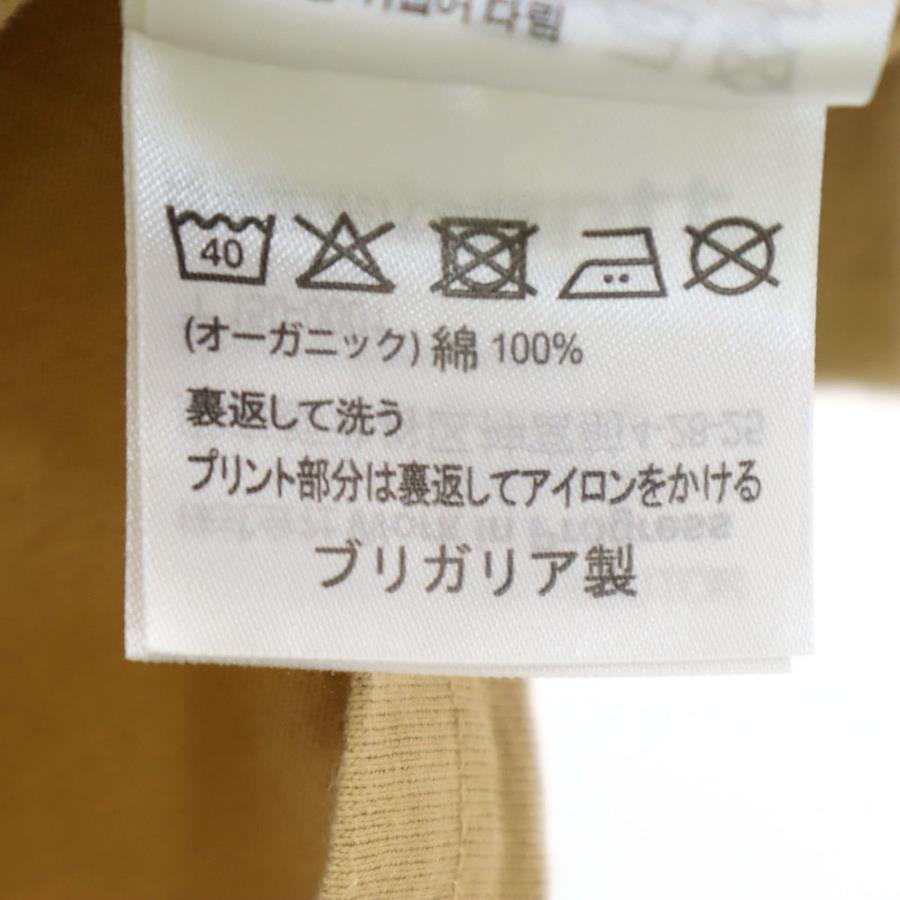 다림
40
(オーガニック) 綿 100%
裏返して洗う
プリント部分は裏返してアイロンをかける
ブリガリア製